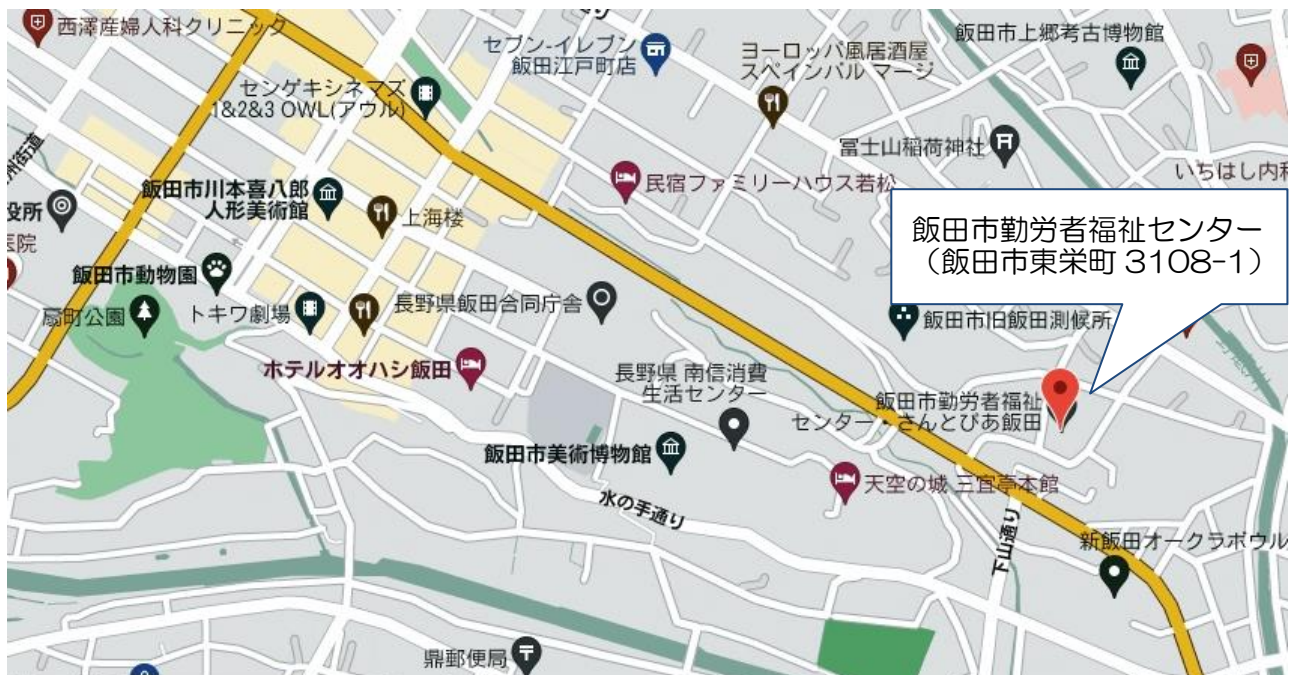 西澤産婦人科クリニック
セブン-イレブン
飯田江戸町店
ヨーロッパ風居酒屋
スペインバル マージ
飯田市上郷考古博物館
センゲキシネマズ
1&2&3 OWL(アウル)
冨士山稲荷神社
州街道
飯田市川本喜八郎
人形美術館
民宿ファミリーハウス若松
いちはし内科
役所
上海楼
医院
飯田市勤労者福祉センター
（飯田市東栄町 3108-1）
飯田市動物園
扇町公園
トキワ劇場
長野県飯田合同庁舎
飯田市旧飯田測候所
ホテルオオハシ飯田
長野県 南信消費
生活センター
飯田市勤労者福祉
センター・さんとぴあ飯田
飯田市美術博物館
天空の城 三宜亭本館
水の手通り
下山通り
新飯田オークラボウル
鼎郵便局